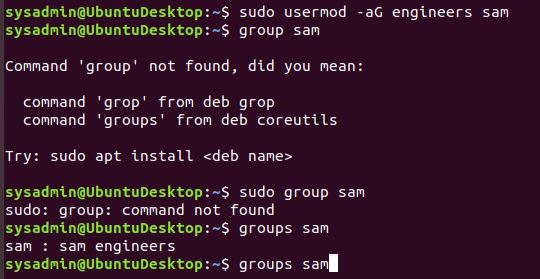 sysadmin@UbuntuDesktop:~$ sudo usermod -aG engineers sam
sysadmin@UbuntuDesktop:~$ group sam
Command 'group' not found, did you mean:
command 'grop' from deb grop
command 'groups' from deb coreutils
Try: sudo apt install <deb name>
sysadmin@UbuntuDesktop:~$ sudo group sam
sudo: group: command not found
sysadmin@UbuntuDesktop:~$ groups sam
sam : sam engineers
sysadmin@UbuntuDesktop:~$ groups sam